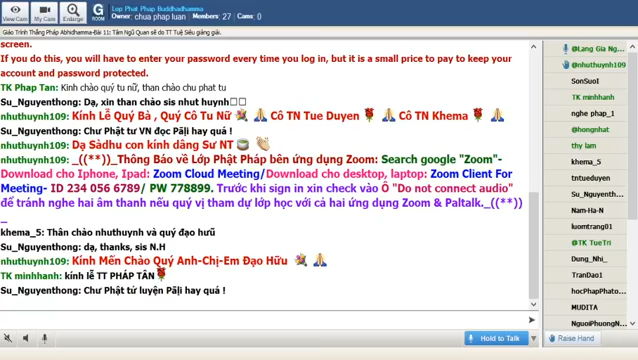 Lop Phat Phap Buddhadhamma
Owner: chua phap luan / Members: 27 / Cams: 0
View Cam
My Cam
Enlarge
G
ROOM
Giáo Trình Thắng Pháp Abhidhamma-Bài 11: Tâm Ngũ Quan sẽ do TT Tuệ Siêu giảng giải.
screen.
If you do this, you will have to enter your password every time you log in, but it is a small price to pay to keep your
account and password protected.
TK Phap Tan: Kinh chào quý tu nữ, than chào chu phat tu
Su_Nguyenthong: Dạ, xin than chào sis nhut huynh
nhuthuynh109: Kính Lễ Quý Bà , Quý Cô Tu Nữ Cô TN Tue Duyen Cô TN Khema
Su_Nguyenthong: Chư Phật tư VN đọc Pāḷi hay quá !
nhuthuynh109: Dạ Sàdhu con kính dâng Sư NT
nhuthuynh109: _((**))_Thông Báo về Lớp Phật Pháp bên ứng dụng Zoom: Search google "Zoom"-
Download cho Iphone, Ipad: Zoom Cloud Meeting/Download cho desktop, laptop: Zoom Client For
Meeting- ID 234 056 6789/ PW 778899. Trước khi sign in xin check vào Ô "Do not connect audio"
để tránh nghe hai âm thanh nếu quý vị tham dự lớp học với cả hai ứng dụng Zoom & Paltalk._((**))
_
khema_5: Thân chào nhuthuynh và quý đạo hưũ
Su_Nguyenthong: dạ, thanks, sis N.H
nhuthuynh109: Kính Mến Chào Quý Anh-Chị-Em Đạo Hữu
TK minhhanh: kính lễ TT PHÁP TÂN
Su_Nguyenthong: Chư Phật tử luyện Pāḷi hay quá !
Hold to Talk
@Lang Gia Ng
@nhuthuynh109
SonSuoI
TK minhhanh
nghe phap_1
@hongnhat
thy lam
khema_5
tntueduyen
Su_Nguyenthong
Nam-Ha-N
luomtrang01
@TK TueTri
Dung_Nhi_
TranDao1
hocPhapPhato
MUDITA
NguoiPhuongN
Raise Hand